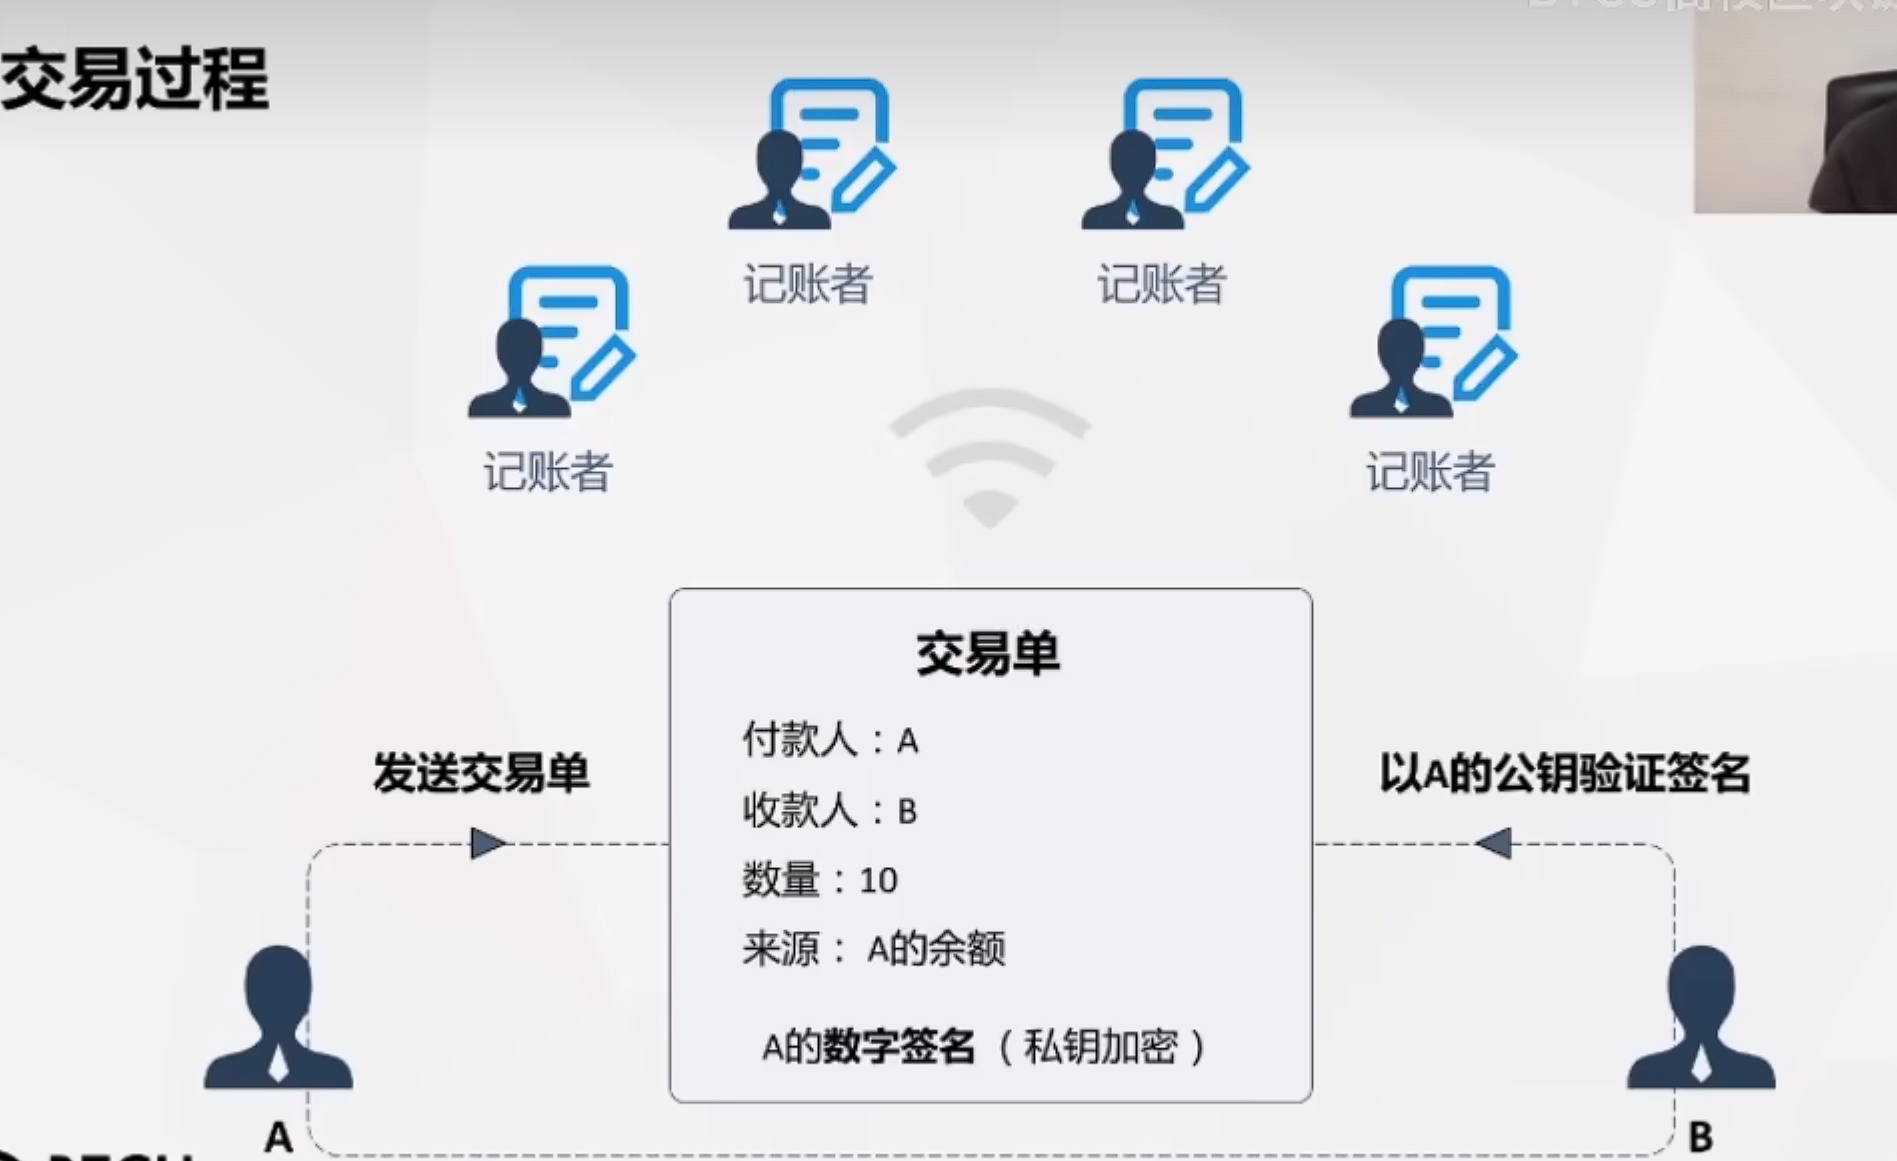 交易过程
记账者
记账者
记账者
记账者
交易单
付款人：A
收款人：B
数量：10
来源： A的余额
A的数字签名（私钥加密）
发送交易单
以A的公钥验证签名
A
B